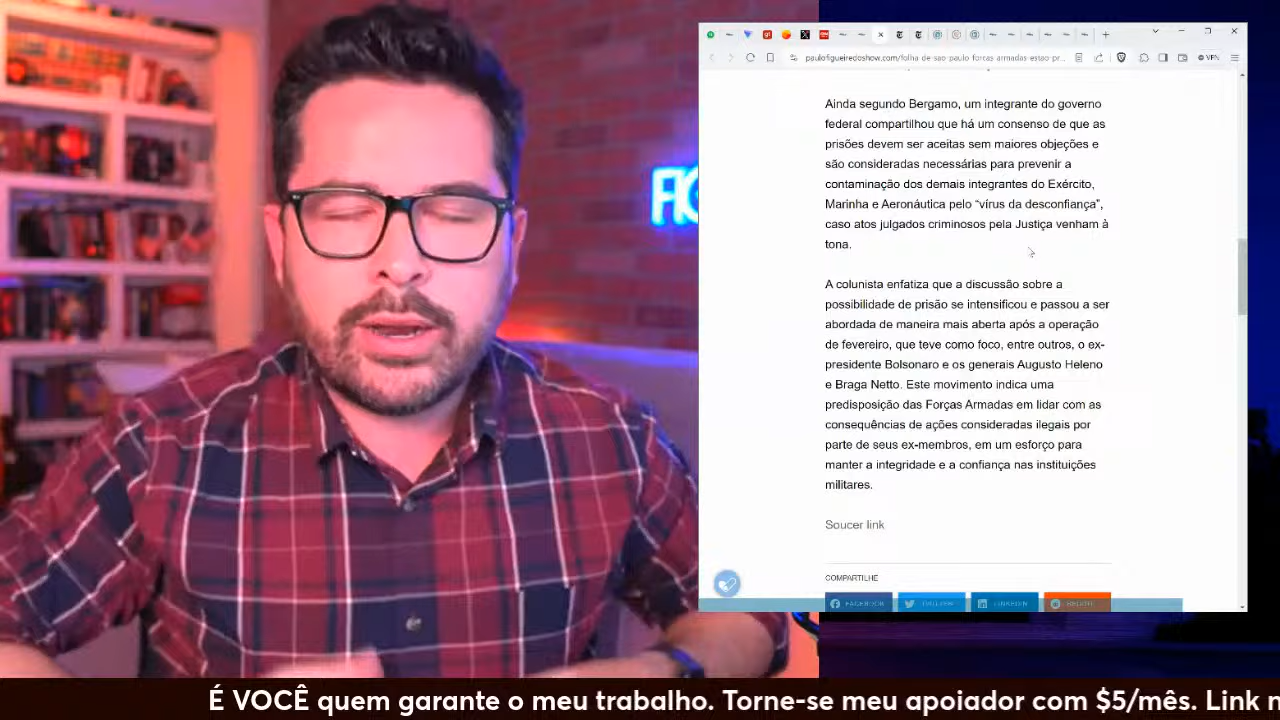 FIG
paulofigueiredoshow.com/folha-de-sao-paulo-forcas-armadas-estao-pr...
VPN
Ainda segundo Bergamo, um integrante do governo
federal compartilhou que há um consenso de que as
prisões devem ser aceitas sem maiores objeções e
são consideradas necessárias para prevenir a
contaminação dos demais integrantes do Exército,
Marinha e Aeronáutica pelo “vírus da desconfiança”,
caso atos julgados criminosos pela Justiça venham à
tona.
A colunista enfatiza que a discussão sobre a
possibilidade de prisão se intensificou e passou a ser
abordada de maneira mais aberta após a operação
de fevereiro, que teve como foco, entre outros, o ex-
presidente Bolsonaro e os generais Augusto Heleno
e Braga Netto. Este movimento indica uma
predisposição das Forças Armadas em lidar com as
consequências de ações consideradas ilegais por
parte de seus ex-membros, em um esforço para
manter a integridade e a confiança nas instituições
militares.
Soucer link
COMPARTILHE
FACEBOOK TWITTER LINKEDIN REDDIT
É VOCÊ quem garante o meu trabalho. Torne-se meu apoiador com $5/mês. Link